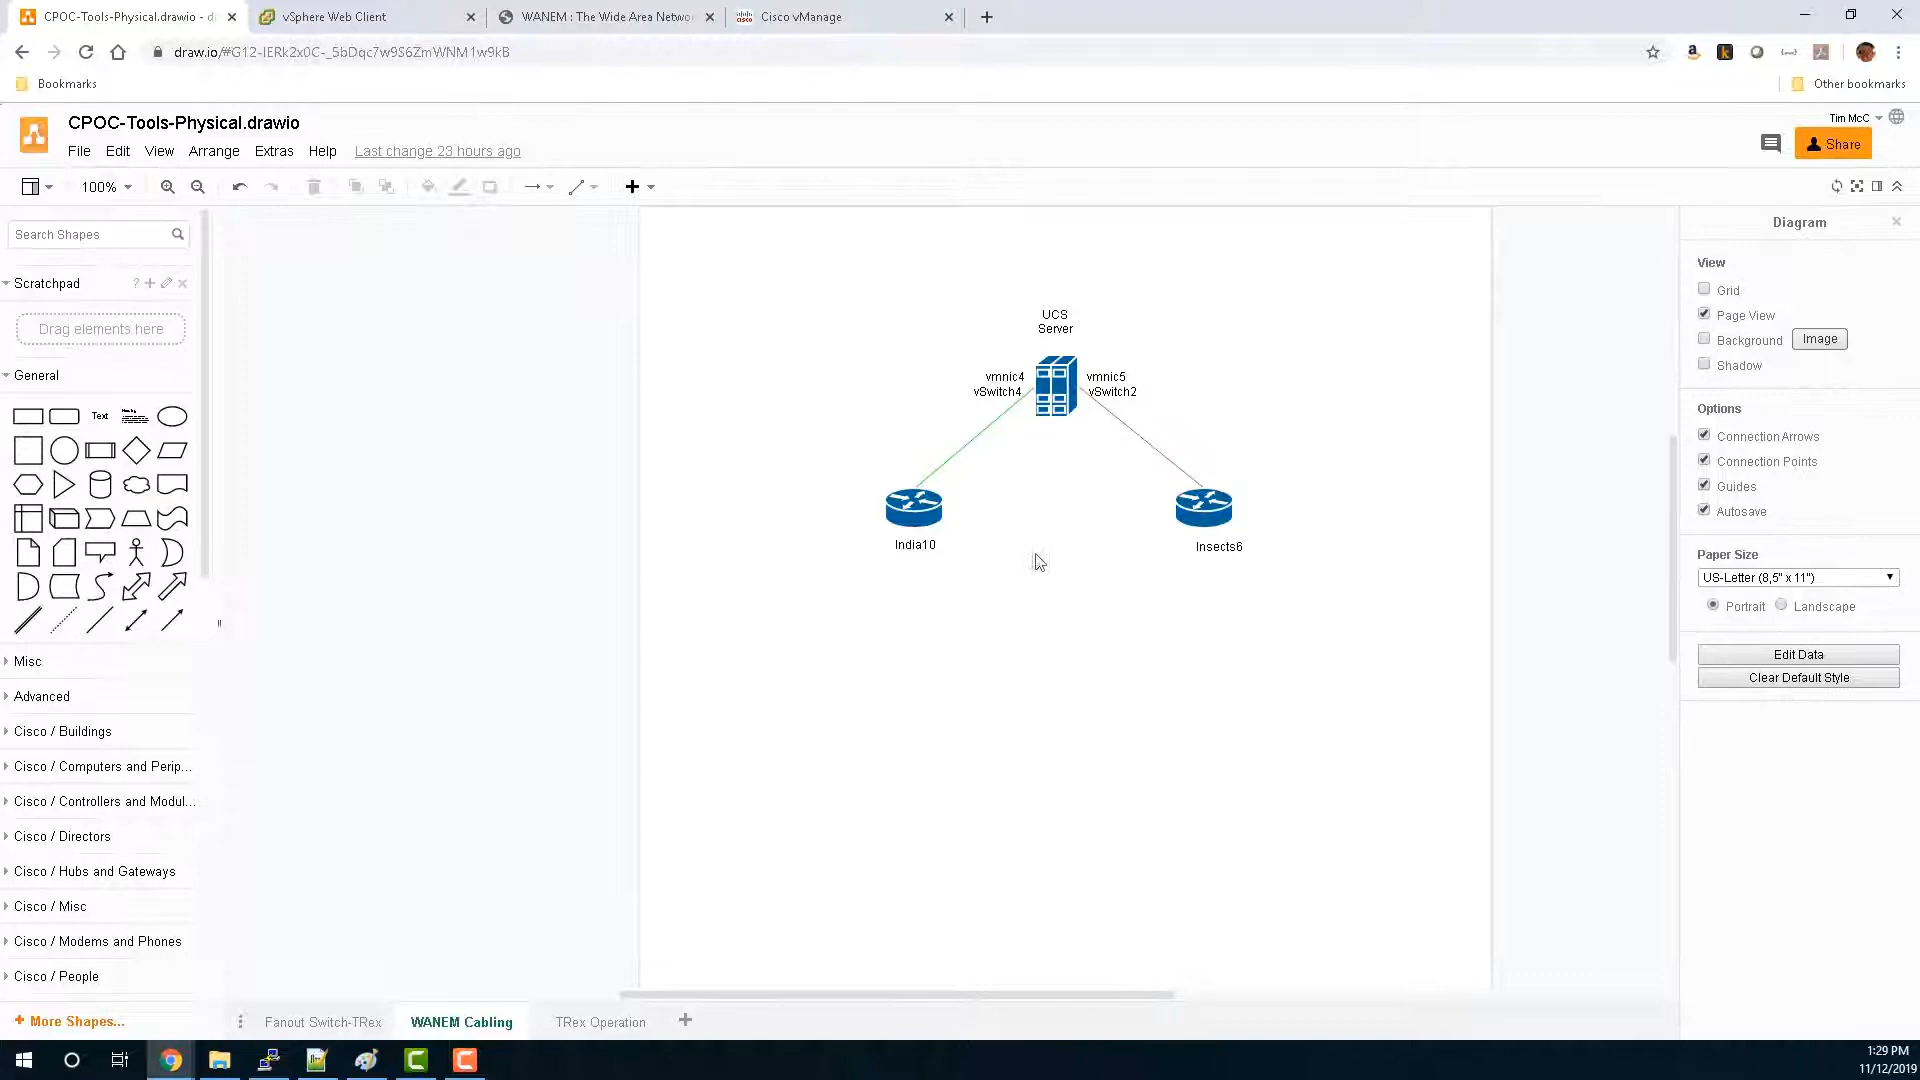 CPOC-Tools-Physical.drawio - d
vSphere Web Client
WANEM : The Wide Area Netwo
Cisco vManage
draw.io/#G12-IERk2x0C-_5bDqc7w9S6ZmWNM1w9kB
Bookmarks
Other bookmarks
CPOC-Tools-Physical.drawio
Tim McC
File Edit View Arrange Extras Help Last change 23 hours ago
Share
100%
Search Shapes
Diagram
Scratchpad
Drag elements here
General
Text
Heading
Misc
Advanced
Cisco / Buildings
Cisco / Computers and Perip...
Cisco / Controllers and Modul...
Cisco / Directors
Cisco / Hubs and Gateways
Cisco / Misc
Cisco / Modems and Phones
Cisco / People
+ More Shapes...
UCS
Server
vmnic4
vSwitch4
vmnic5
vSwitch2
India10
Insects6
View
Grid
Page View
Background
Image
Shadow
Options
Connection Arrows
Connection Points
Guides
Autosave
Paper Size
US-Letter (8,5" x 11")
Portrait
Landscape
Edit Data
Clear Default Style
Fanout Switch-TRex
WANEM Cabling
TRex Operation
1:29 PM
11/12/2019